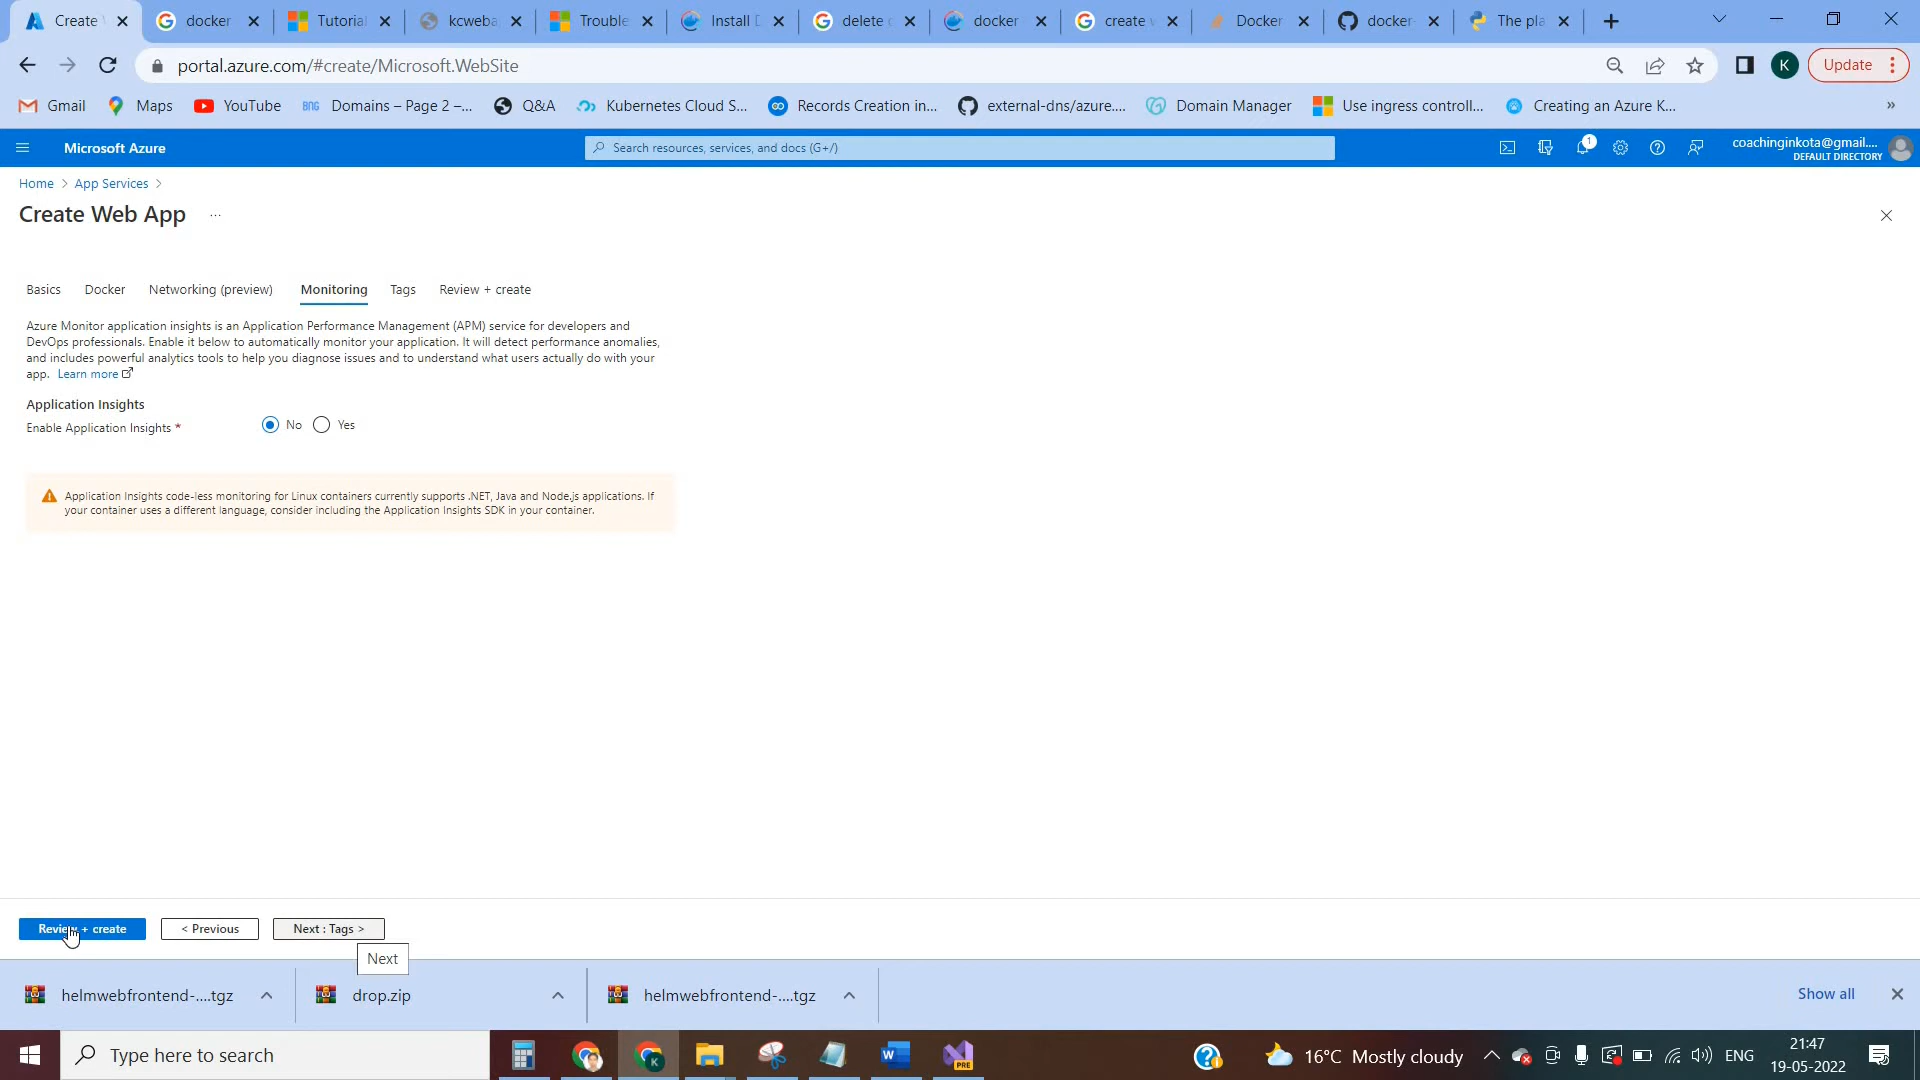 Create
docker
Tutorial
kcweba
Trouble
Install
delete
docker
create
Docker
docker-
The pla
portal.azure.com/#create/Microsoft.WebSite
K
Update
Gmail
Maps
YouTube
BNG
Domains – Page 2 –...
Q&A
Kubernetes Cloud S...
Records Creation in...
external-dns/azure....
Domain Manager
Use ingress controll...
Creating an Azure K...
»
Microsoft Azure
Search resources, services, and docs (G+/)
1
coachinginkota@gmail....
DEFAULT DIRECTORY
Home > App Services >
Create Web App ...
Basics
Docker
Networking (preview)
Monitoring
Tags
Review + create
Azure Monitor application insights is an Application Performance Management (APM) service for developers and
DevOps professionals. Enable it below to automatically monitor your application. It will detect performance anomalies,
and includes powerful analytics tools to help you diagnose issues and to understand what users actually do with your
app. Learn more
Application Insights
Enable Application Insights *
No
Yes
Application Insights code-less monitoring for Linux containers currently supports .NET, Java and Node.js applications. If
your container uses a different language, consider including the Application Insights SDK in your container.
Review + create
< Previous
Next : Tags >
Next
helmwebfrontend-....tgz
drop.zip
helmwebfrontend-....tgz
Show all
Type here to search
K
PRE
16°C Mostly cloudy
ENG
21:47
19-05-2022